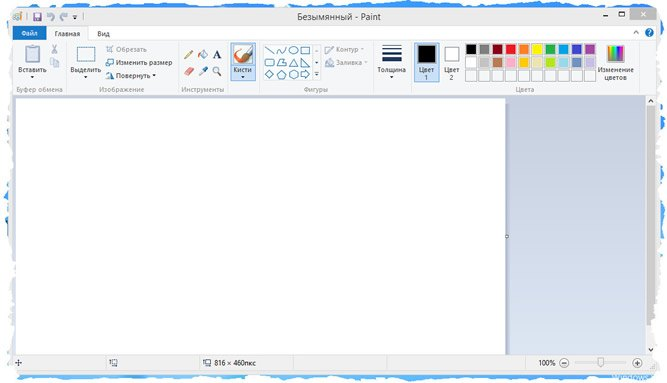 Безымянный - Paint
Файл Главная Вид
Вставить
Буфер обмена
Выделить
Обрезать
Изменить размер
Повернуть
Изображение
A
Инструменты
Кисти
Контур
Заливка
Фигуры
Толщина
Цвет 1
Цвет 2
Изменение цветов
Цвета
816 × 460пкс
100%